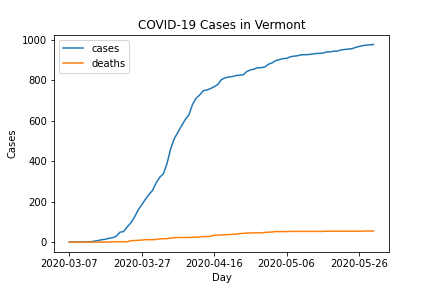 COVID-19 Cases in Vermont
cases
deaths
1000
800
600
400
200
0
Cases
2020-03-07 2020-03-27 2020-04-16 2020-05-06 2020-05-26
Day